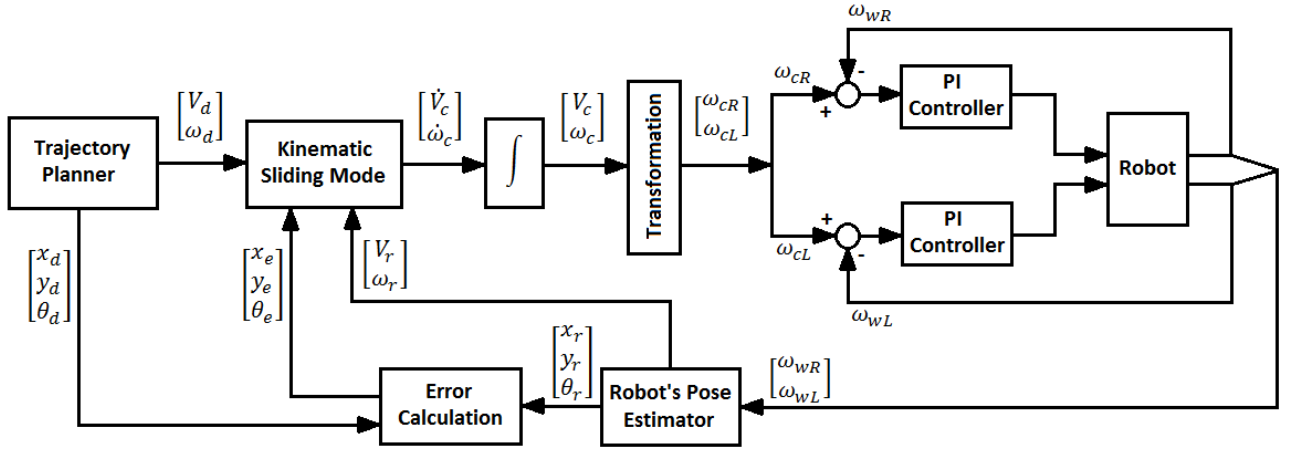 Trajectory
Planner
[V_d
ω_d]
Kinematic
Sliding Mode
[V̇_c
ω̇_c]
∫
[V_c
ω_c]
Transformation
[ω_cR
ω_cL]
ω_cR
+
-
ω_wR
PI
Controller
ω_cL
+
-
ω_wL
PI
Controller
Robot
[x_d
y_d
θ_d]
[x_e
y_e
θ_e]
[V_r
ω_r]
Error
Calculation
[x_r
y_r
θ_r]
Robot's Pose
Estimator
[ω_wR
ω_wL]